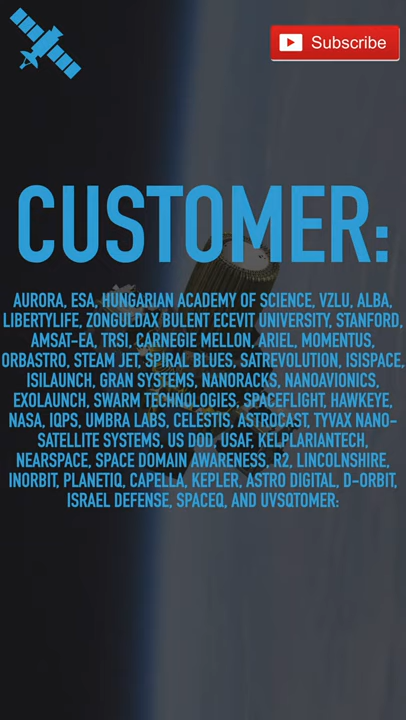 Subscribe
CUSTOMER:
AURORA, ESA, HUNGARIAN ACADEMY OF SCIENCE, VZLU, ALBA,
LIBERTYLIFE, ZONGULDAX BULENT ECEVIT UNIVERSITY, STANFORD,
AMSAT-EA, TRSI, CARNEGIE MELLON, ARIEL, MOMENTUS,
ORBASTRO, STEAM JET, SPIRAL BLUES, SATREVOLUTION, ISISPACE,
ISILAUNCH, GRAN SYSTEMS, NANORACKS, NANOAVIONICS,
EXOLAUNCH, SWARM TECHNOLOGIES, SPACEFLIGHT, HAWKEYE,
NASA, IQPS, UMBRA LABS, CELESTIS, ASTROCAST, TYVAX NANO-
SATELLITE SYSTEMS, US DOD, USAF, KELPLARIANTECH,
NEARSPACE, SPACE DOMAIN AWARENESS, R2, LINCOLNSHIRE,
INORBIT, PLANETIQ, CAPELLA, KEPLER, ASTRO DIGITAL, D-ORBIT,
ISRAEL DEFENSE, SPACEQ, AND UVSQTOMER: